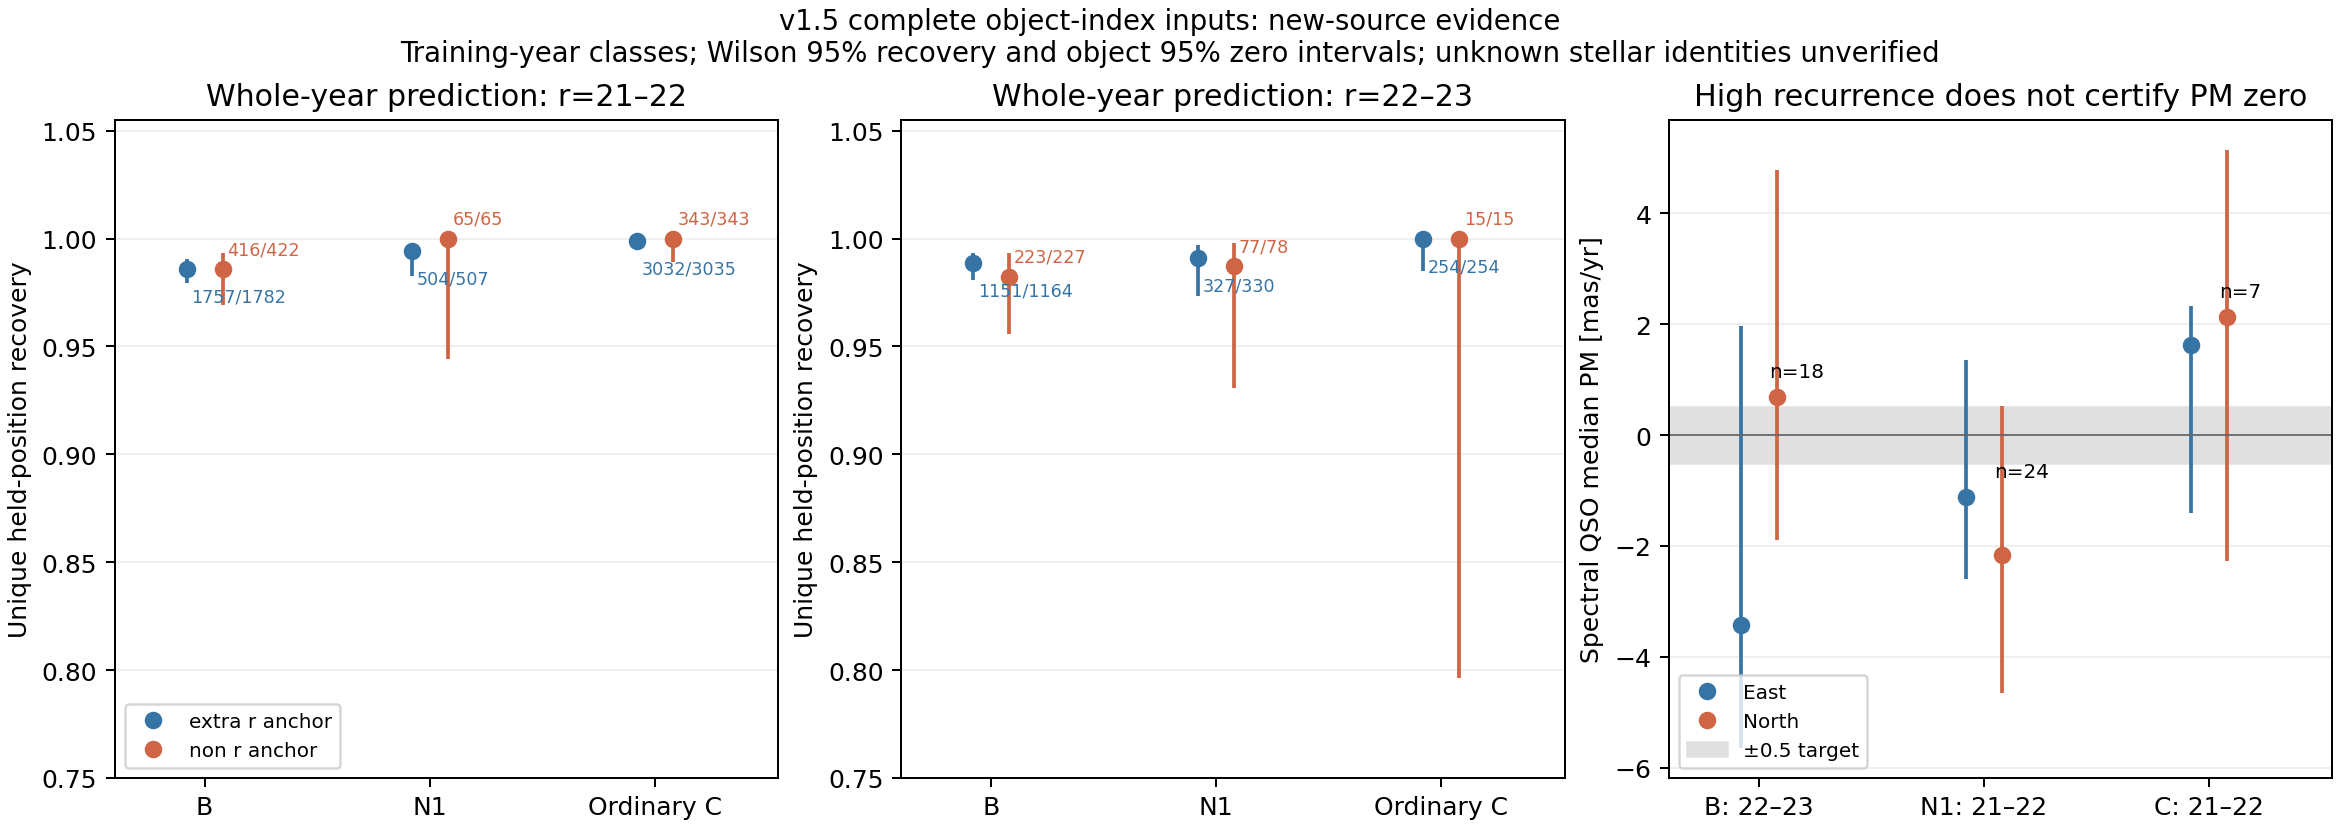 v1.5 complete object-index inputs: new-source evidence
Training-year classes; Wilson 95% recovery and object 95% zero intervals; unknown stellar identities unverified
Whole-year prediction: r=21–22
Unique held-position recovery
1.05
1.00
0.95
0.90
0.85
0.80
0.75
416/422
1757/1782
65/65
504/507
343/343
3032/3035
extra r anchor
non r anchor
B
N1
Ordinary C
Whole-year prediction: r=22–23
Unique held-position recovery
1.05
1.00
0.95
0.90
0.85
0.80
0.75
223/227
1151/1164
77/78
327/330
15/15
254/254
B
N1
Ordinary C
High recurrence does not certify PM zero
Spectral QSO median PM [mas/yr]
4
2
0
−2
−4
−6
n=18
n=24
n=7
East
North
±0.5 target
B: 22–23
N1: 21–22
C: 21–22